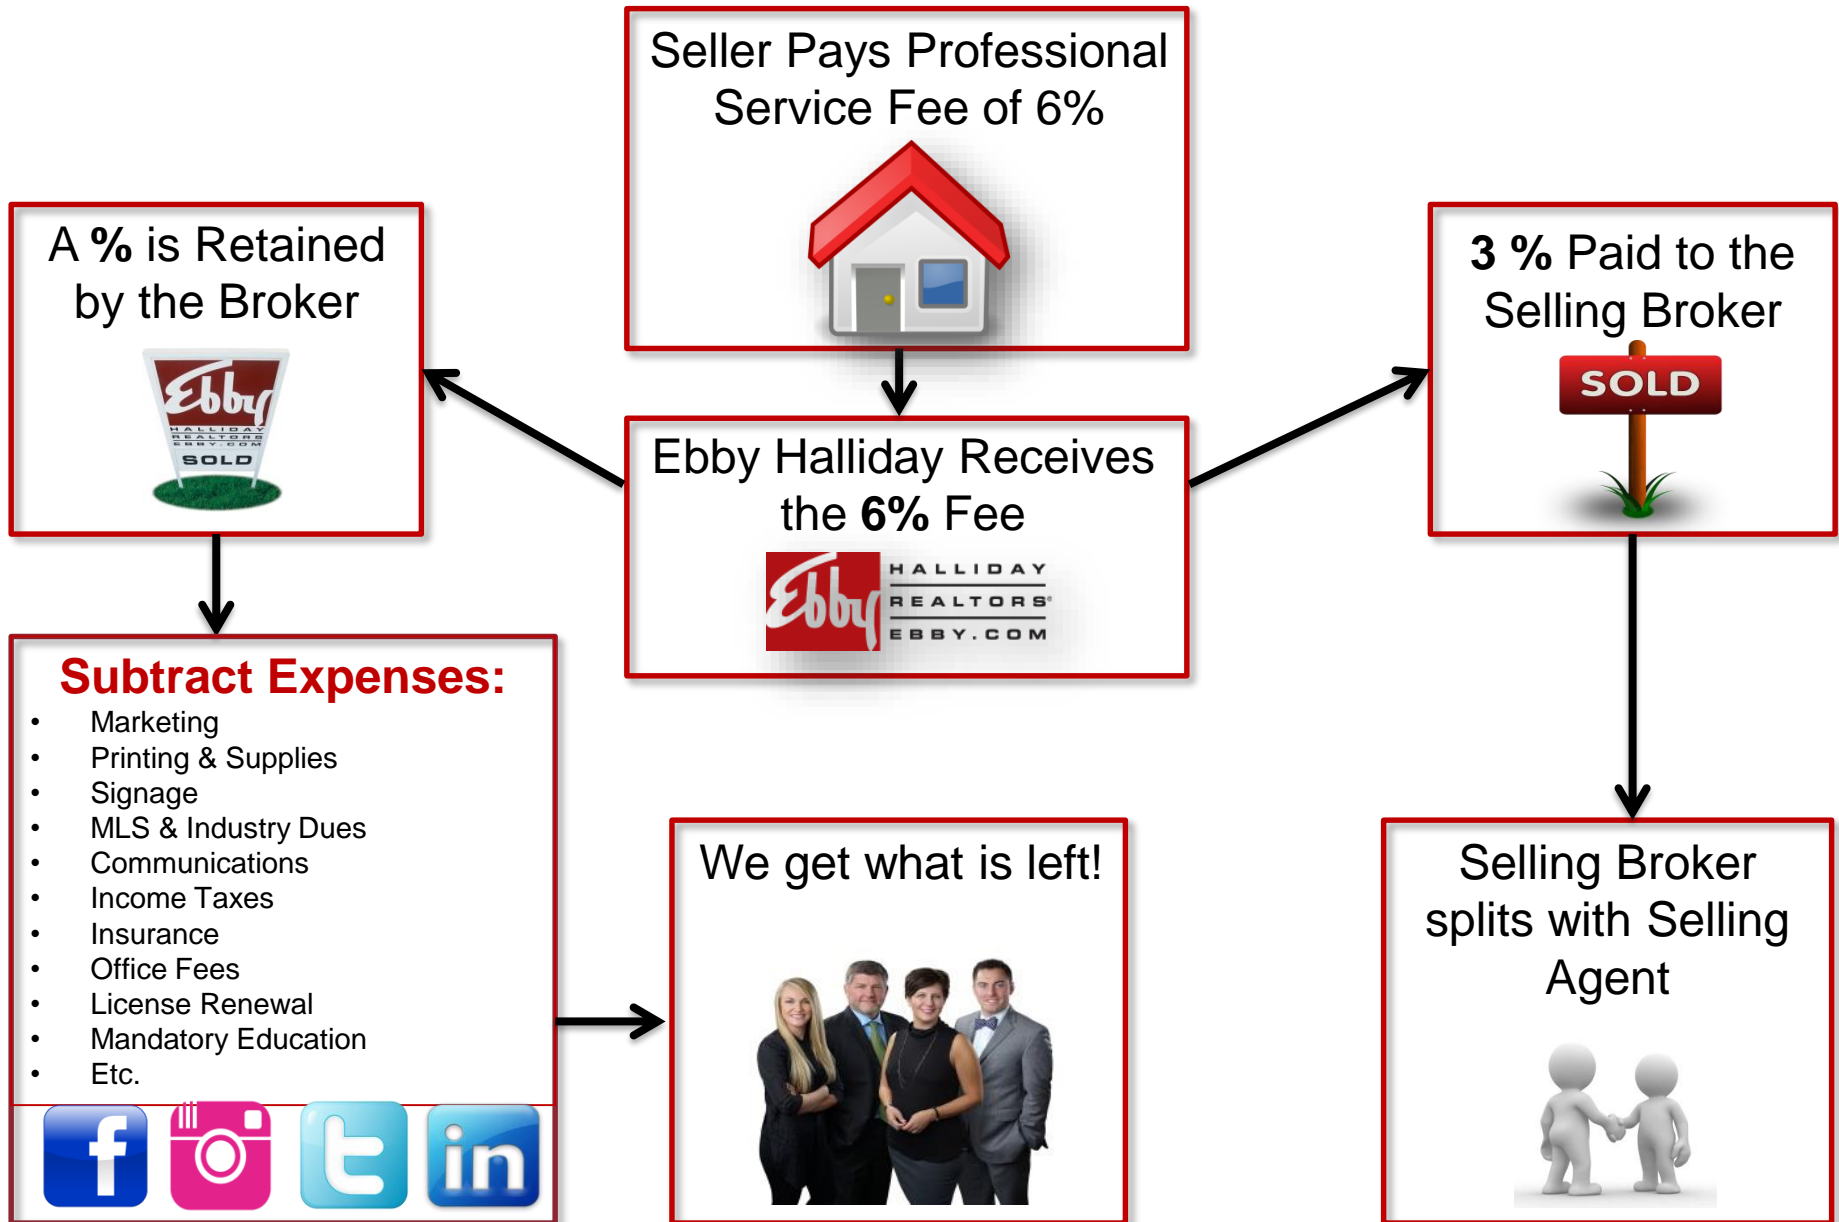 Seller Pays Professional
Service Fee of 6%
A % is Retained
by the Broker
Ebby
HALLIDAY
REALTORS
EBBY.COM
SOLD
3 % Paid to the
Selling Broker
SOLD
Ebby Halliday Receives
the 6% Fee
Ebby
HALLIDAY
REALTORS®
EBBY.COM
Subtract Expenses:
• Marketing
• Printing & Supplies
• Signage
• MLS & Industry Dues
• Communications
• Income Taxes
• Insurance
• Office Fees
• License Renewal
• Mandatory Education
• Etc.
f
t
in
We get what is left!
Selling Broker
splits with Selling
Agent